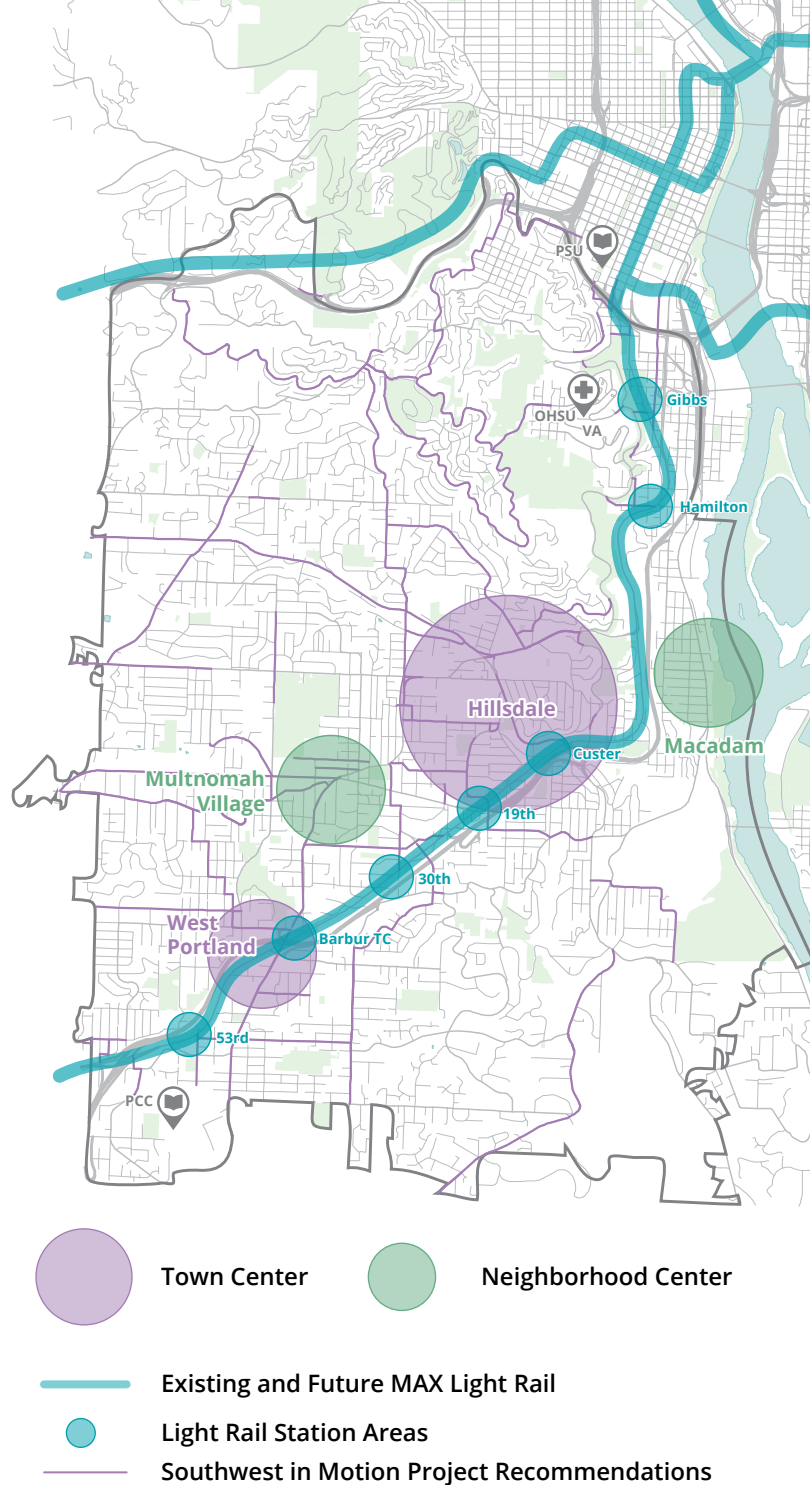 PSU
Gibbs
OHSU
VA
Hamilton
Hillsdale
Macadam
Custer
Multnomah
Village
19th
30th
West
Portland
Barbur TC
53rd
PCC
Town Center
Neighborhood Center
Existing and Future MAX Light Rail
Light Rail Station Areas
Southwest in Motion Project Recommendations